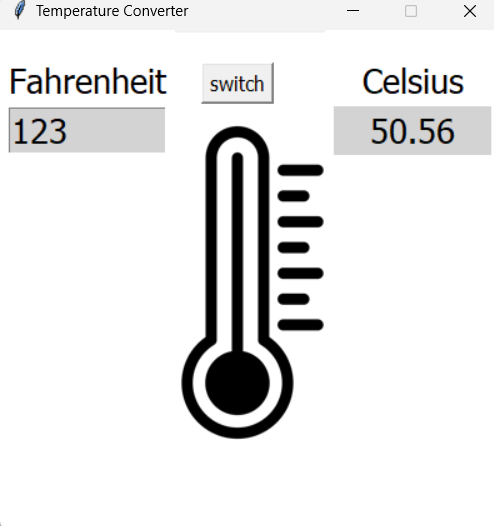 Temperature Converter
Fahrenheit
switch
Celsius
123
50.56